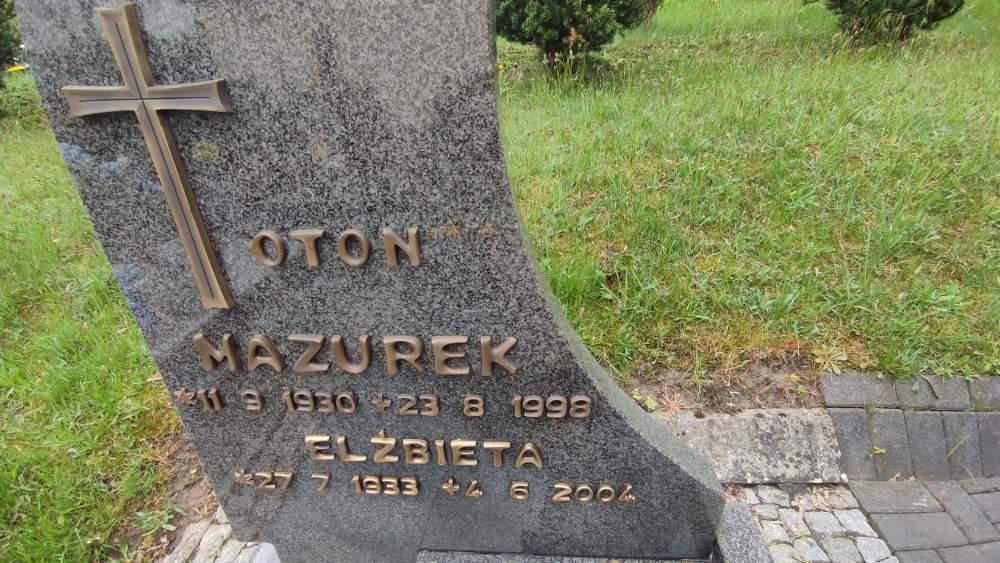 OTON
MAZUREK
*11 9 1930 +23 8 1998
ELŻBIETA
*27 7 1933 +4 6 2004